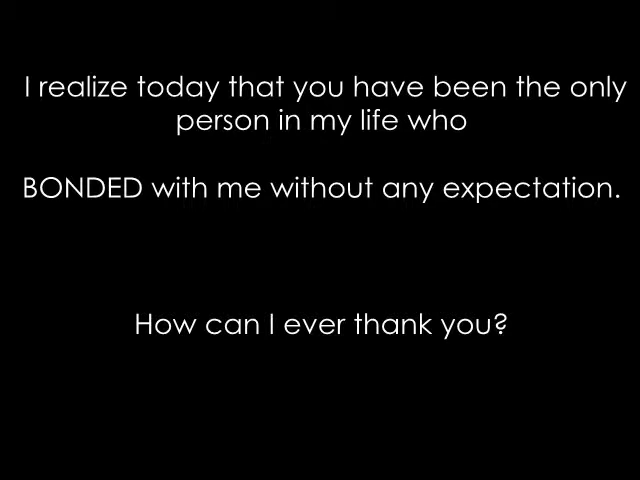 I realize today that you have been the only
person in my life who
BONDED with me without any expectation.
How can I ever thank you?